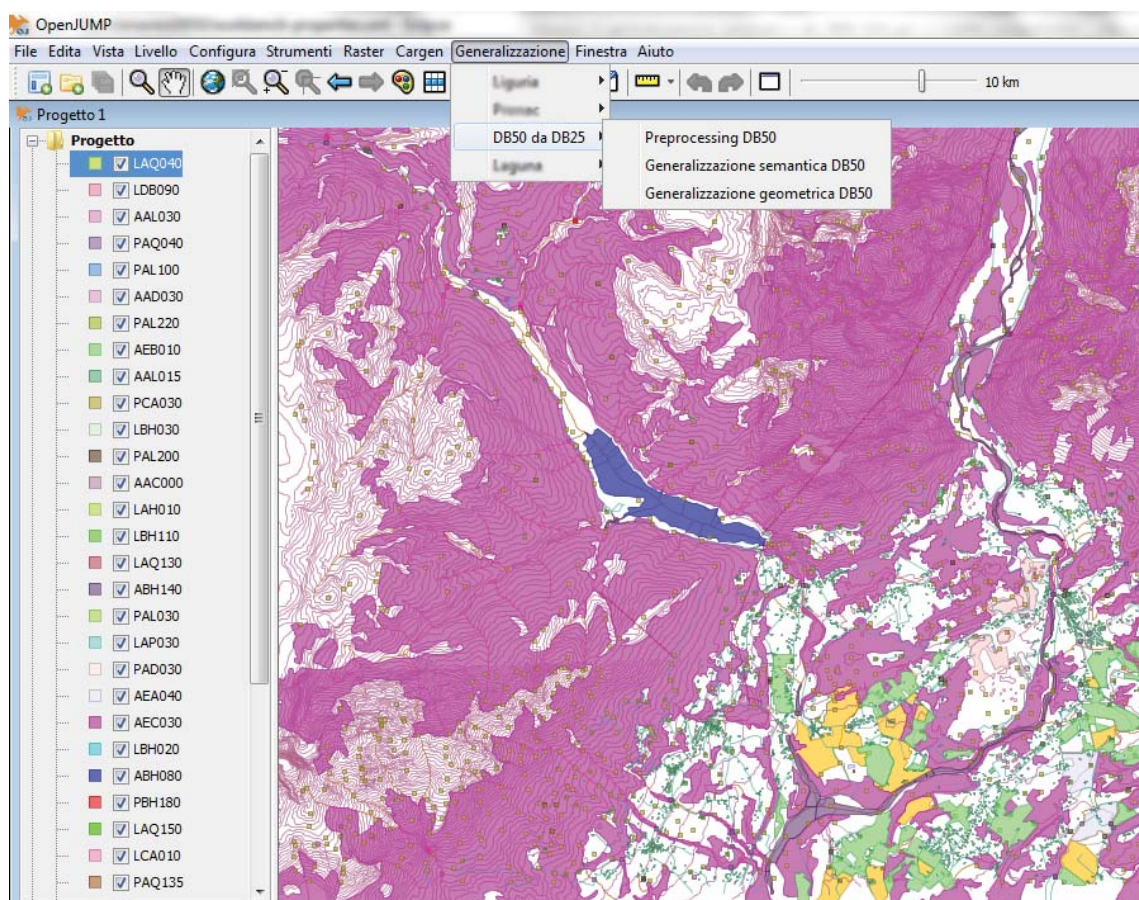 OpenJUMP
File Edita Vista Livello Configura Strumenti Raster Cargen Generalizzazione Finestra Aiuto
10 km
Progetto 1
DB50 da DB25
Preprocessing DB50
Generalizzazione semantica DB50
Generalizzazione geometrica DB50
Progetto
LAQ040
LDB090
AAL030
PAQ040
PAL100
AAD030
PAL220
AEB010
AAL015
PCA030
LBH030
PAL200
AAC000
LAH010
LBH110
LAQ130
ABH140
PAL030
LAP030
PAD030
AEA040
AEC030
LBH020
ABH080
PBH180
LAQ150
LCA010
PAQ135